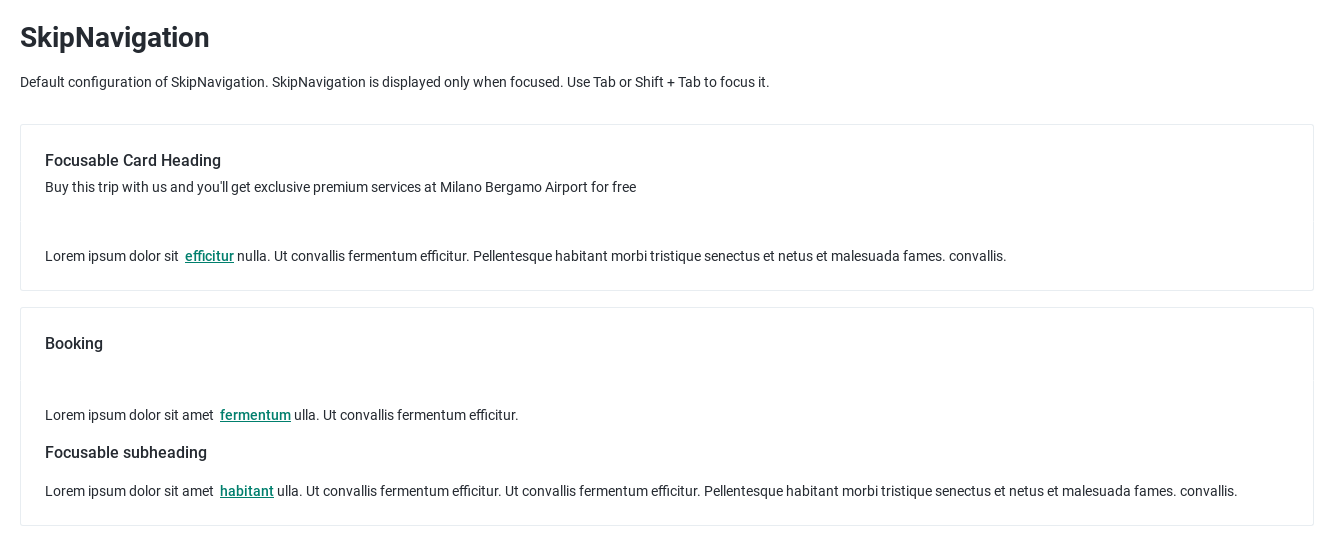 SkipNavigation
Default configuration of SkipNavigation. SkipNavigation is displayed only when focused. Use Tab or Shift + Tab to focus it.
Focusable Card Heading
Buy this trip with us and you'll get exclusive premium services at Milano Bergamo Airport for free
Lorem ipsum dolor sit efficitur nulla. Ut convallis fermentum efficitur. Pellentesque habitant morbi tristique senectus et netus et malesuada fames. convallis.
Booking
Lorem ipsum dolor sit amet fermentum ulla. Ut convallis fermentum efficitur.
Focusable subheading
Lorem ipsum dolor sit amet habitant ulla. Ut convallis fermentum efficitur. Ut convallis fermentum efficitur. Pellentesque habitant morbi tristique senectus et netus et malesuada fames. convallis.